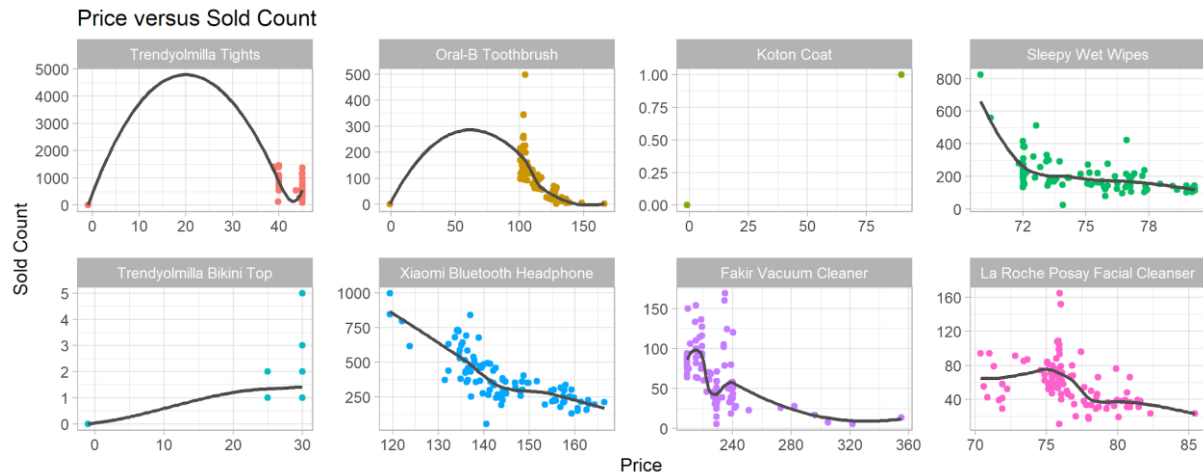 Price versus Sold Count
Trendyolmilla Tights
Oral-B Toothbrush
Koton Coat
Sleepy Wet Wipes
5000
4000
3000
2000
1000
0
0 10 20 30 40
500
400
300
200
100
0
0 50 100 150
1.00
0.75
0.50
0.25
0.00
0 25 50 75
800
600
400
200
0
72 74 76 78
Sold Count
Trendyolmilla Bikini Top
Xiaomi Bluetooth Headphone
Fakir Vacuum Cleaner
La Roche Posay Facial Cleanser
5
4
3
2
1
0
0 10 20 30
1000
750
500
250
120 130 140 150 160
150
100
50
0
240 280 320 360
160
120
80
40
70 75 80 85
Price